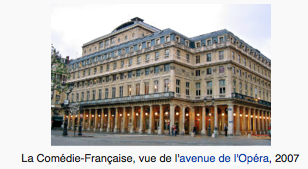 La Comédie-Française, vue de l'avenue de l'Opéra, 2007